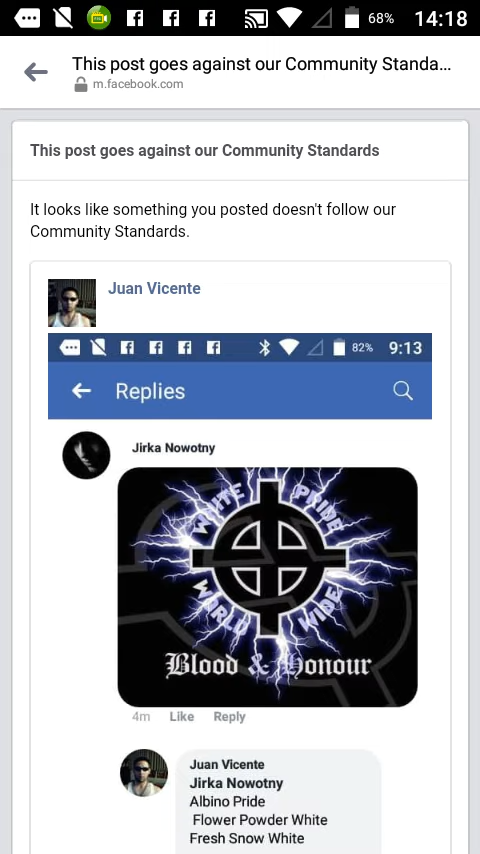 68% 14:18
This post goes against our Community Standa...
m.facebook.com
This post goes against our Community Standards
It looks like something you posted doesn't follow our
Community Standards.
Juan Vicente
82% 9:13
Replies
Jirka Nowotny
WHITE PRIDE
WORLD WIDE
Blood & Honour
4m Like Reply
Juan Vicente
Jirka Nowotny
Albino Pride
Flower Powder White
Fresh Snow White